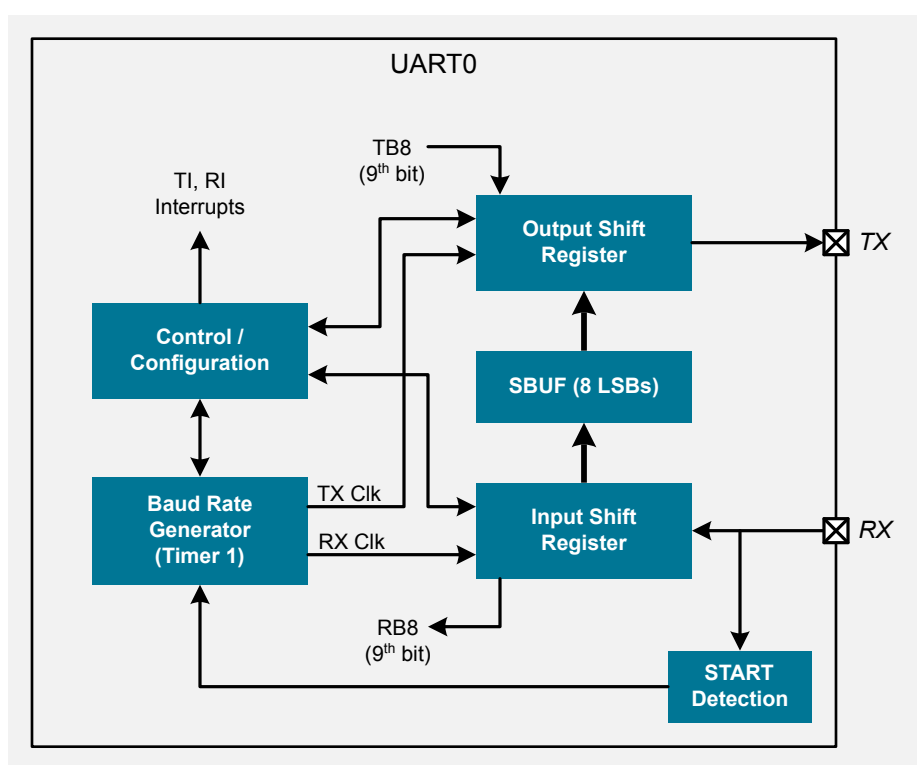 UART0
TB8
(9th bit)
TI, RI
Interrupts
Output Shift
Register
TX
Control /
Configuration
SBUF (8 LSBs)
Baud Rate
Generator
(Timer 1)
TX Clk
RX Clk
Input Shift
Register
RX
RB8
(9th bit)
START
Detection